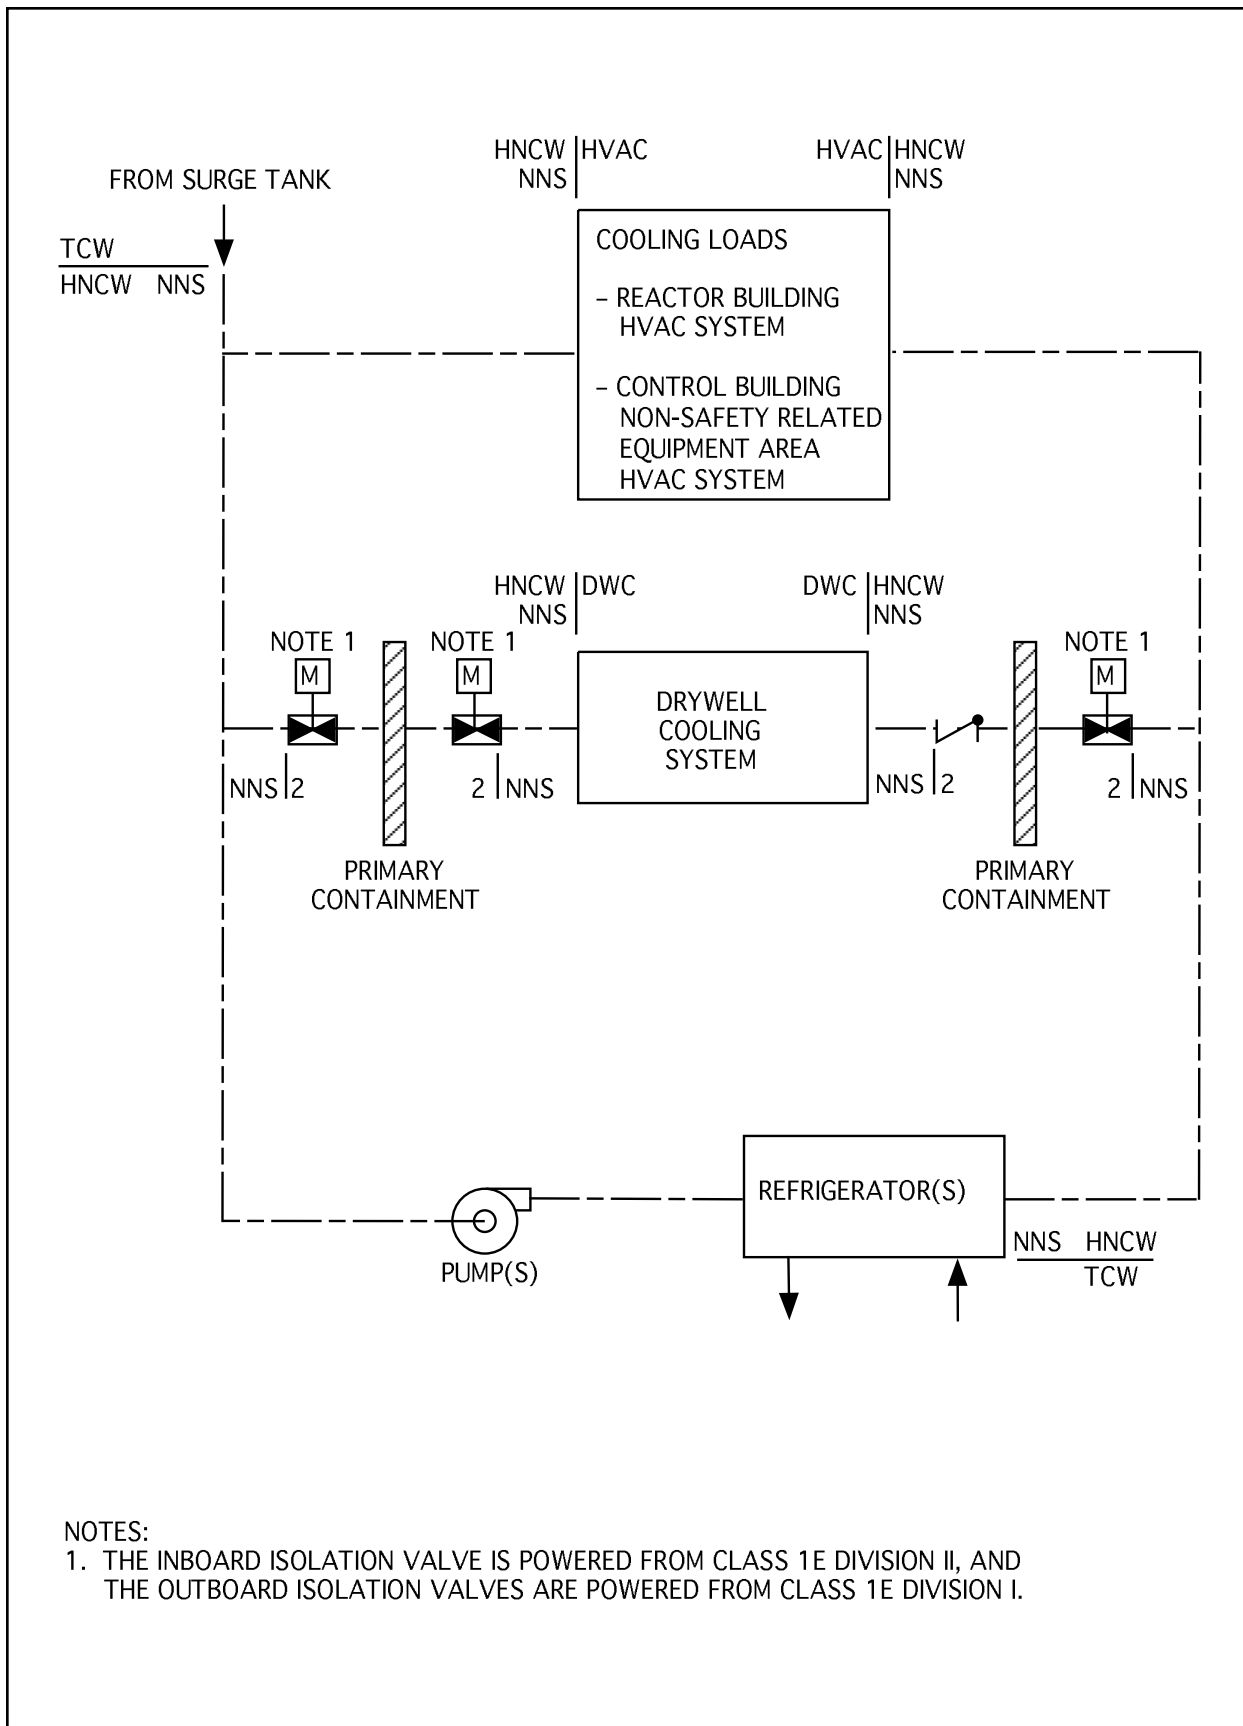 HNCW HVAC
NNS
HVAC HNCW
NNS
FROM SURGE TANK
TCW
HNCW NNS
COOLING LOADS
– REACTOR BUILDING
HVAC SYSTEM
– CONTROL BUILDING
NON-SAFETY RELATED
EQUIPMENT AREA
HVAC SYSTEM
HNCW DWC
NNS
DWC HNCW
NNS
NOTE 1
M
NOTE 1
M
NOTE 1
M
DRYWELL
COOLING
SYSTEM
NNS 2
2 NNS
NNS 2
2 NNS
PRIMARY
CONTAINMENT
PRIMARY
CONTAINMENT
REFRIGERATOR(S)
PUMP(S)
NNS HNCW
TCW
NOTES:
1. THE INBOARD ISOLATION VALVE IS POWERED FROM CLASS 1E DIVISION II, AND
THE OUTBOARD ISOLATION VALVES ARE POWERED FROM CLASS 1E DIVISION I.